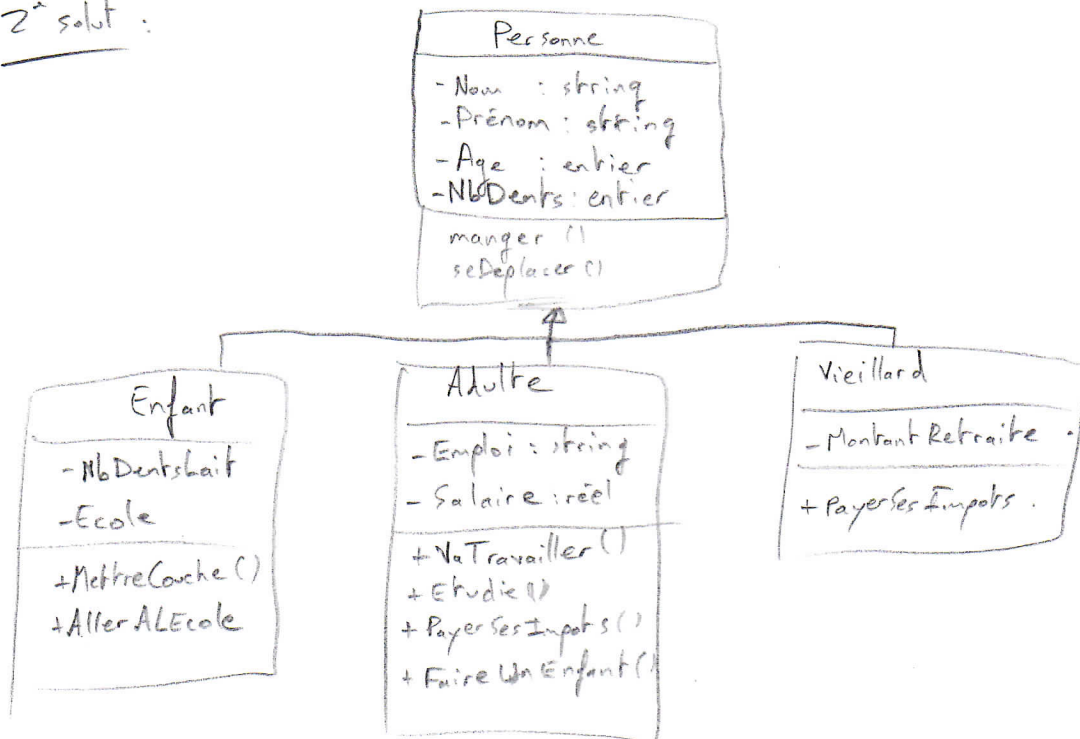 2è solut :
Personne
- Nom : string
- Prénom : string
- Age : entier
- NbDents : entier
manger ()
seDeplacer ()
Enfant
- NbDentsLait
- Ecole
+ MettreCouche ()
+ AllerALEcole
Adulte
- Emploi : string
- Salaire : réel
+ VaTravailler ()
+ Etudie ()
+ PayerSesImpots ()
+ FaireUnEnfant ()
Vieillard
- MontantRetraite
+ PayerSesImpots